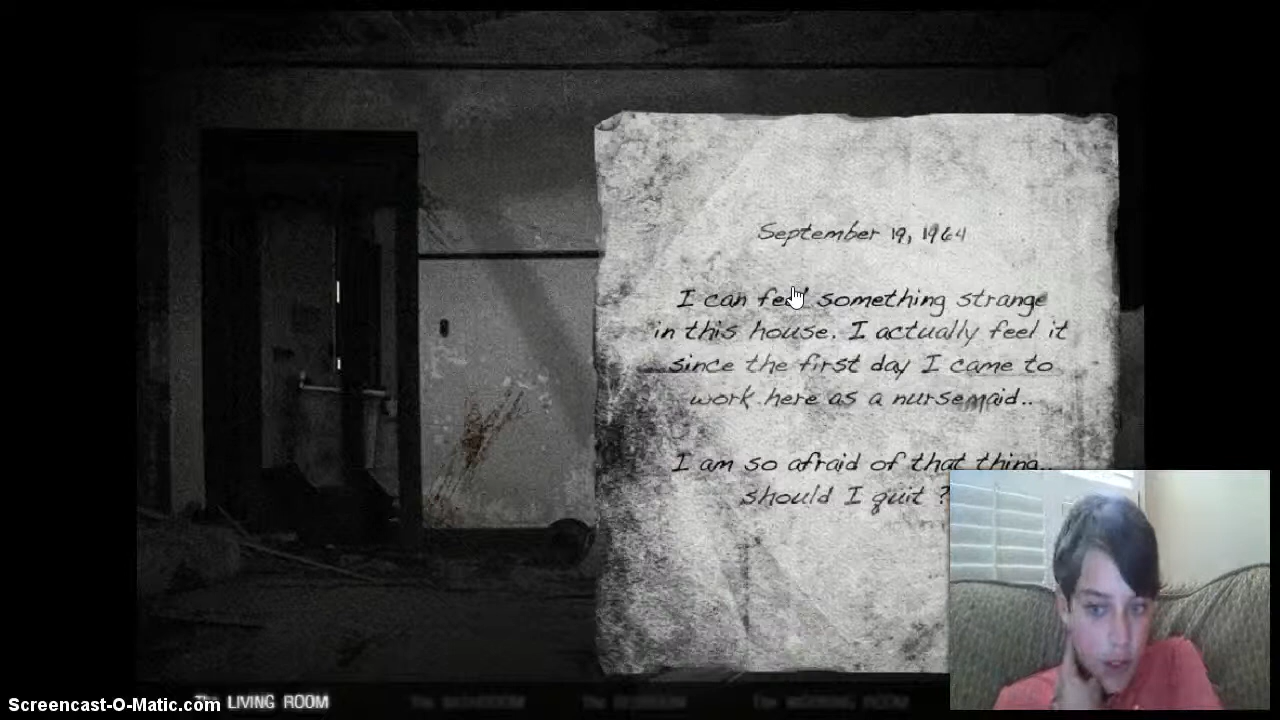 September 19, 1964
I can feel something strange
in this house. I actually feel it
since the first day I came to
work here as a nursemaid..
I am so afraid of that thing..
should I quit ?
The LIVING ROOM
Screencast-O-Matic.com